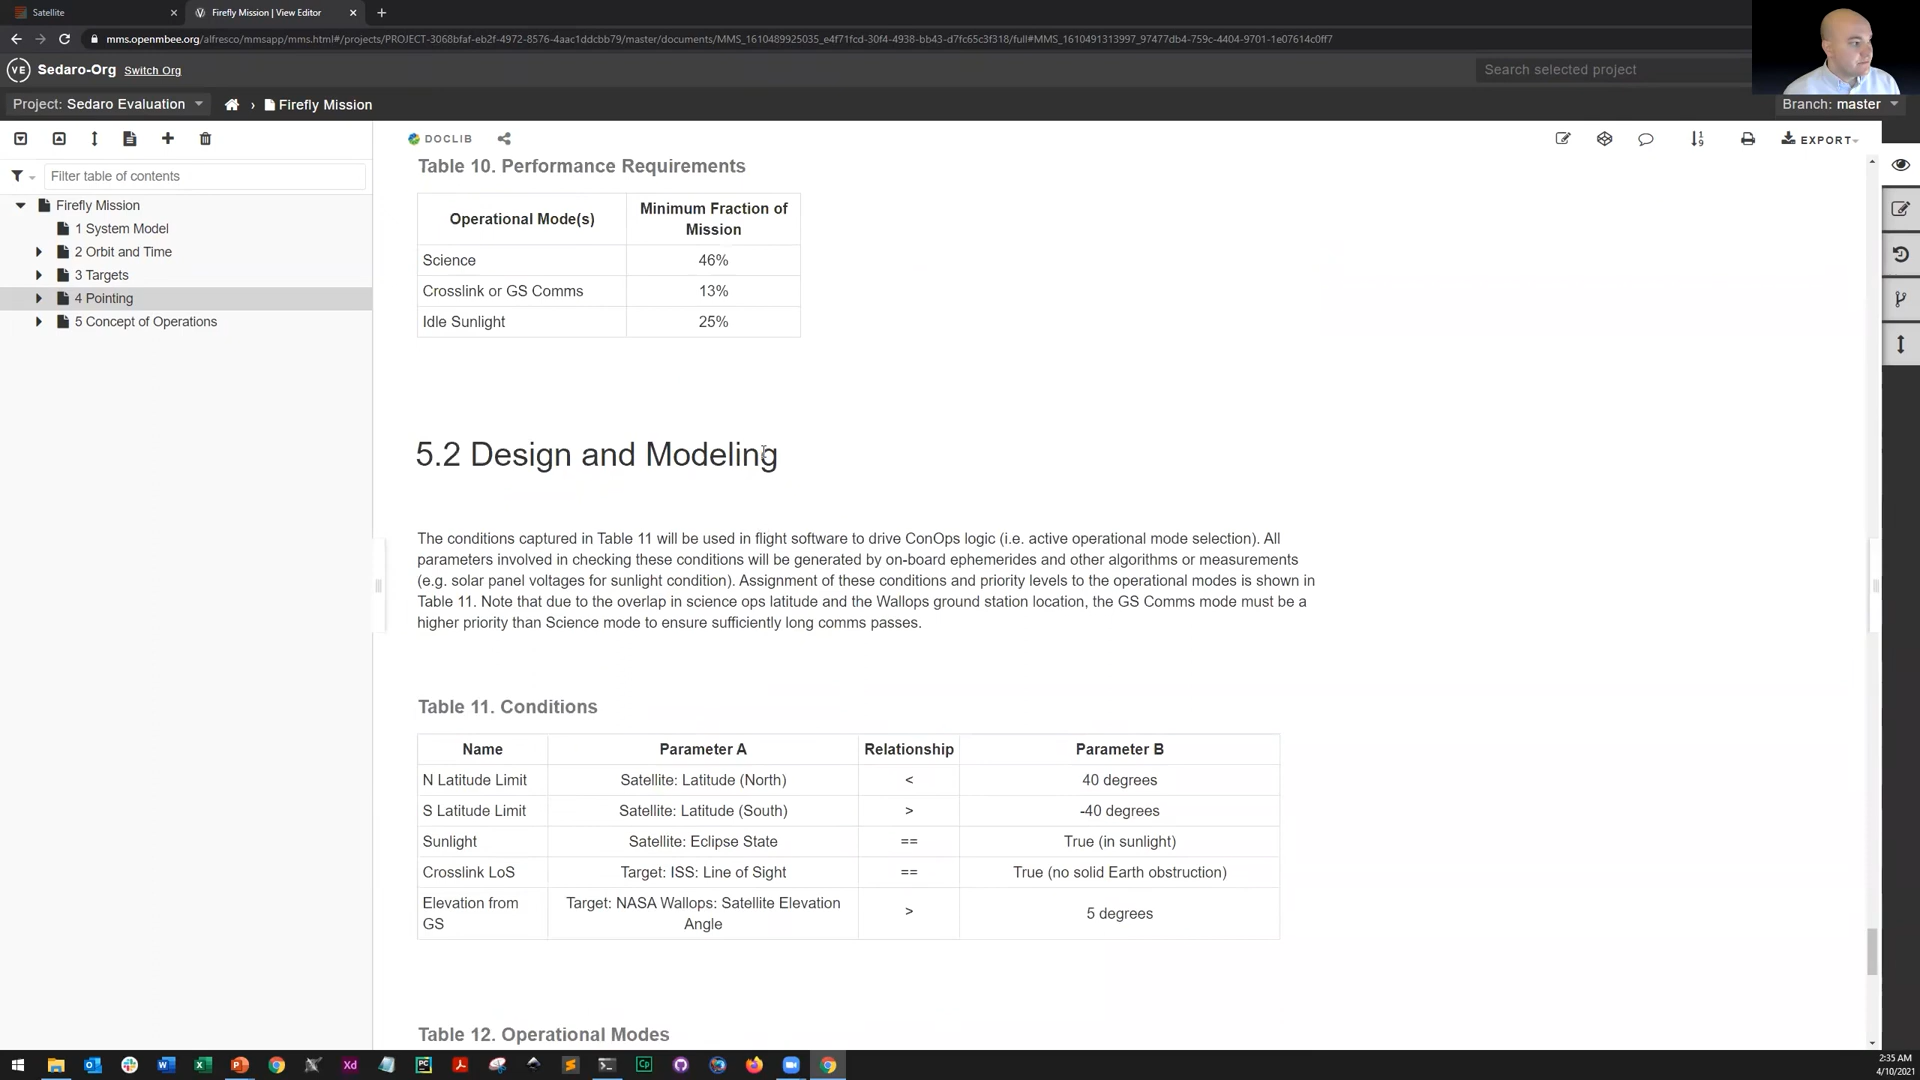 Satellite
Firefly Mission | View Editor
mms.openmbee.org/alfresco/mmsapp/mms.html#/projects/PROJECT-3068bfaf-eb2f-4972-8576-4aac1ddcbb79/master/documents/MMS_1610489925035_e4f71fcd-30f4-4938-bb43-d7fc65c3f318/full#MMS_1610491313997_97477db4-759c-4404-9701-1e07614c0ff7
VE Sedaro-Org Switch Org
Search selected project
Project: Sedaro Evaluation
Firefly Mission
Branch: master
Filter table of contents
Firefly Mission
1 System Model
2 Orbit and Time
3 Targets
4 Pointing
5 Concept of Operations
DOCLIB
EXPORT
Table 10. Performance Requirements
Operational Mode(s) Minimum Fraction of
Mission
Science 46%
Crosslink or GS Comms 13%
Idle Sunlight 25%
5.2 Design and Modeling
The conditions captured in Table 11 will be used in flight software to drive ConOps logic (i.e. active operational mode selection). All
parameters involved in checking these conditions will be generated by on-board ephemerides and other algorithms or measurements
(e.g. solar panel voltages for sunlight condition). Assignment of these conditions and priority levels to the operational modes is shown in
Table 11. Note that due to the overlap in science ops latitude and the Wallops ground station location, the GS Comms mode must be a
higher priority than Science mode to ensure sufficiently long comms passes.
Table 11. Conditions
Name Parameter A Relationship Parameter B
N Latitude Limit Satellite: Latitude (North) < 40 degrees
S Latitude Limit Satellite: Latitude (South) > -40 degrees
Sunlight Satellite: Eclipse State == True (in sunlight)
Crosslink LoS Target: ISS: Line of Sight == True (no solid Earth obstruction)
Elevation from GS Target: NASA Wallops: Satellite Elevation Angle > 5 degrees
Table 12. Operational Modes
2:35 AM
4/10/2021